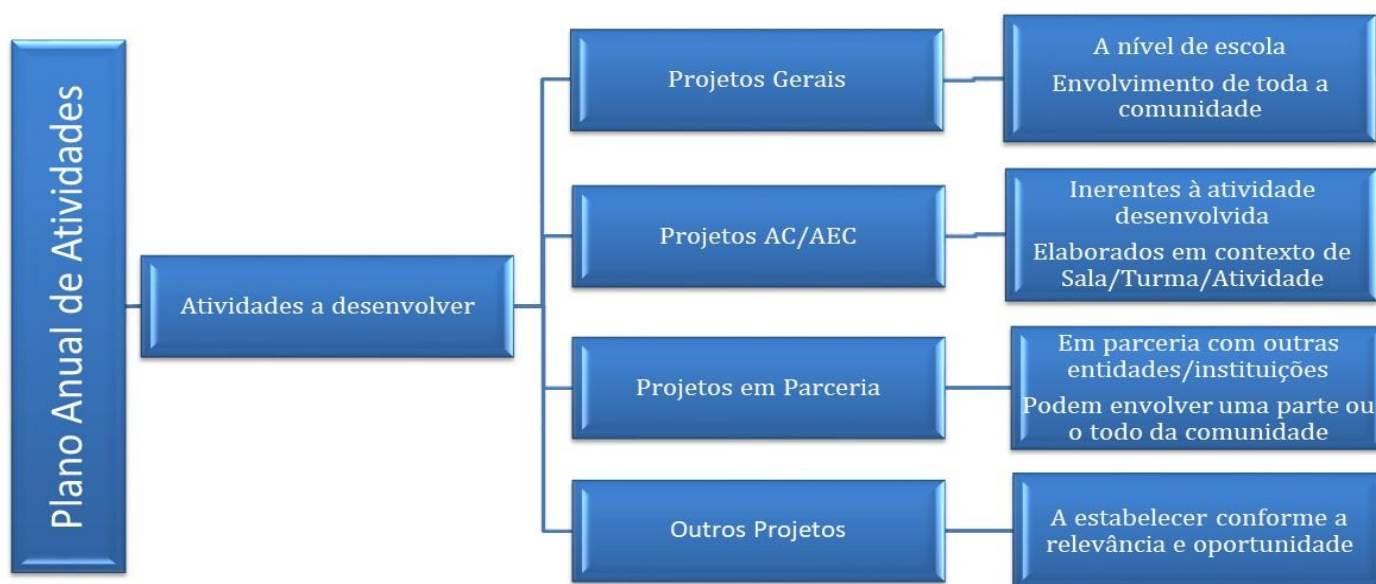 Plano Anual de Atividades
Atividades a desenvolver
Projetos Gerais
A nível de escola
Envolvimento de toda a
comunidade
Projetos AC/AEC
Inerentes à atividade
desenvolvida
Elaborados em contexto de
Sala/Turma/Atividade
Projetos em Parceria
Em parceria com outras
entidades/instituições
Podem envolver uma parte ou
o todo da comunidade
Outros Projetos
A estabelecer conforme a
relevância e oportunidade